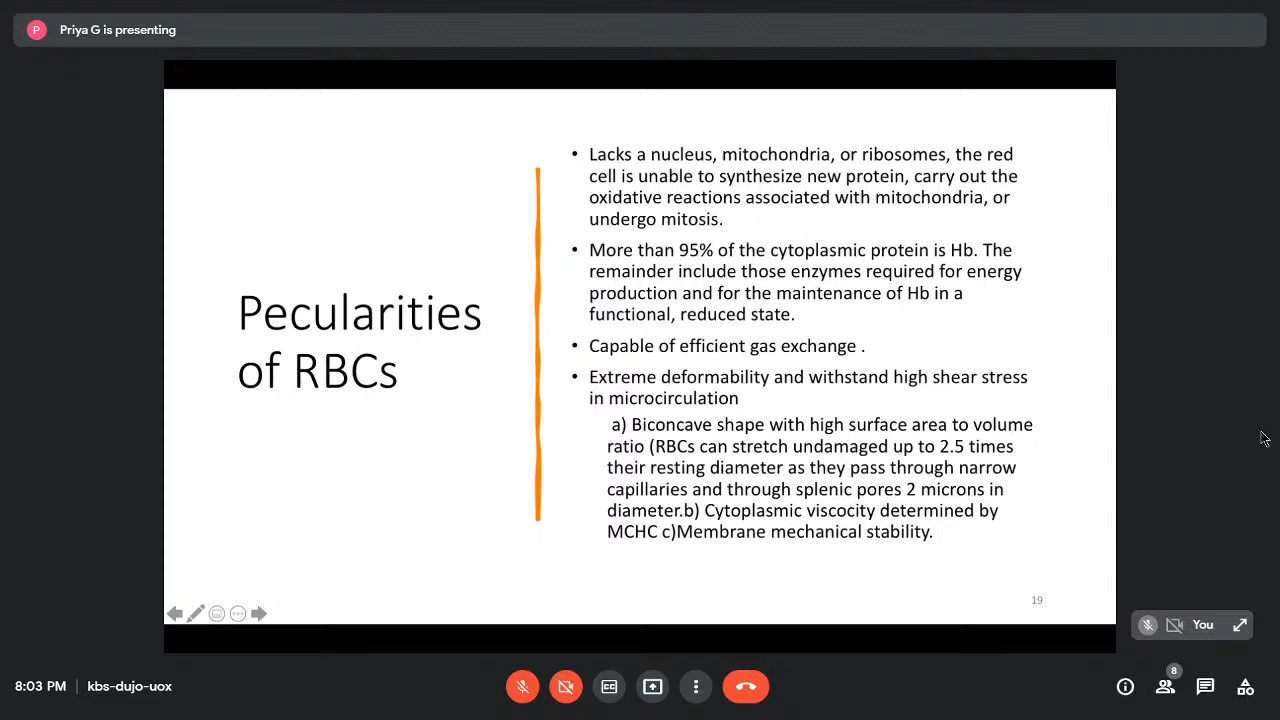 P Priya G is presenting
Pecularities
of RBCs
• Lacks a nucleus, mitochondria, or ribosomes, the red
cell is unable to synthesize new protein, carry out the
oxidative reactions associated with mitochondria, or
undergo mitosis.
• More than 95% of the cytoplasmic protein is Hb. The
remainder include those enzymes required for energy
production and for the maintenance of Hb in a
functional, reduced state.
• Capable of efficient gas exchange .
• Extreme deformability and withstand high shear stress
in microcirculation
a) Biconcave shape with high surface area to volume
ratio (RBCs can stretch undamaged up to 2.5 times
their resting diameter as they pass through narrow
capillaries and through splenic pores 2 microns in
diameter.b) Cytoplasmic viscocity determined by
MCHC c)Membrane mechanical stability.
19
You
8:03 PM | kbs-dujo-uox
CC
8